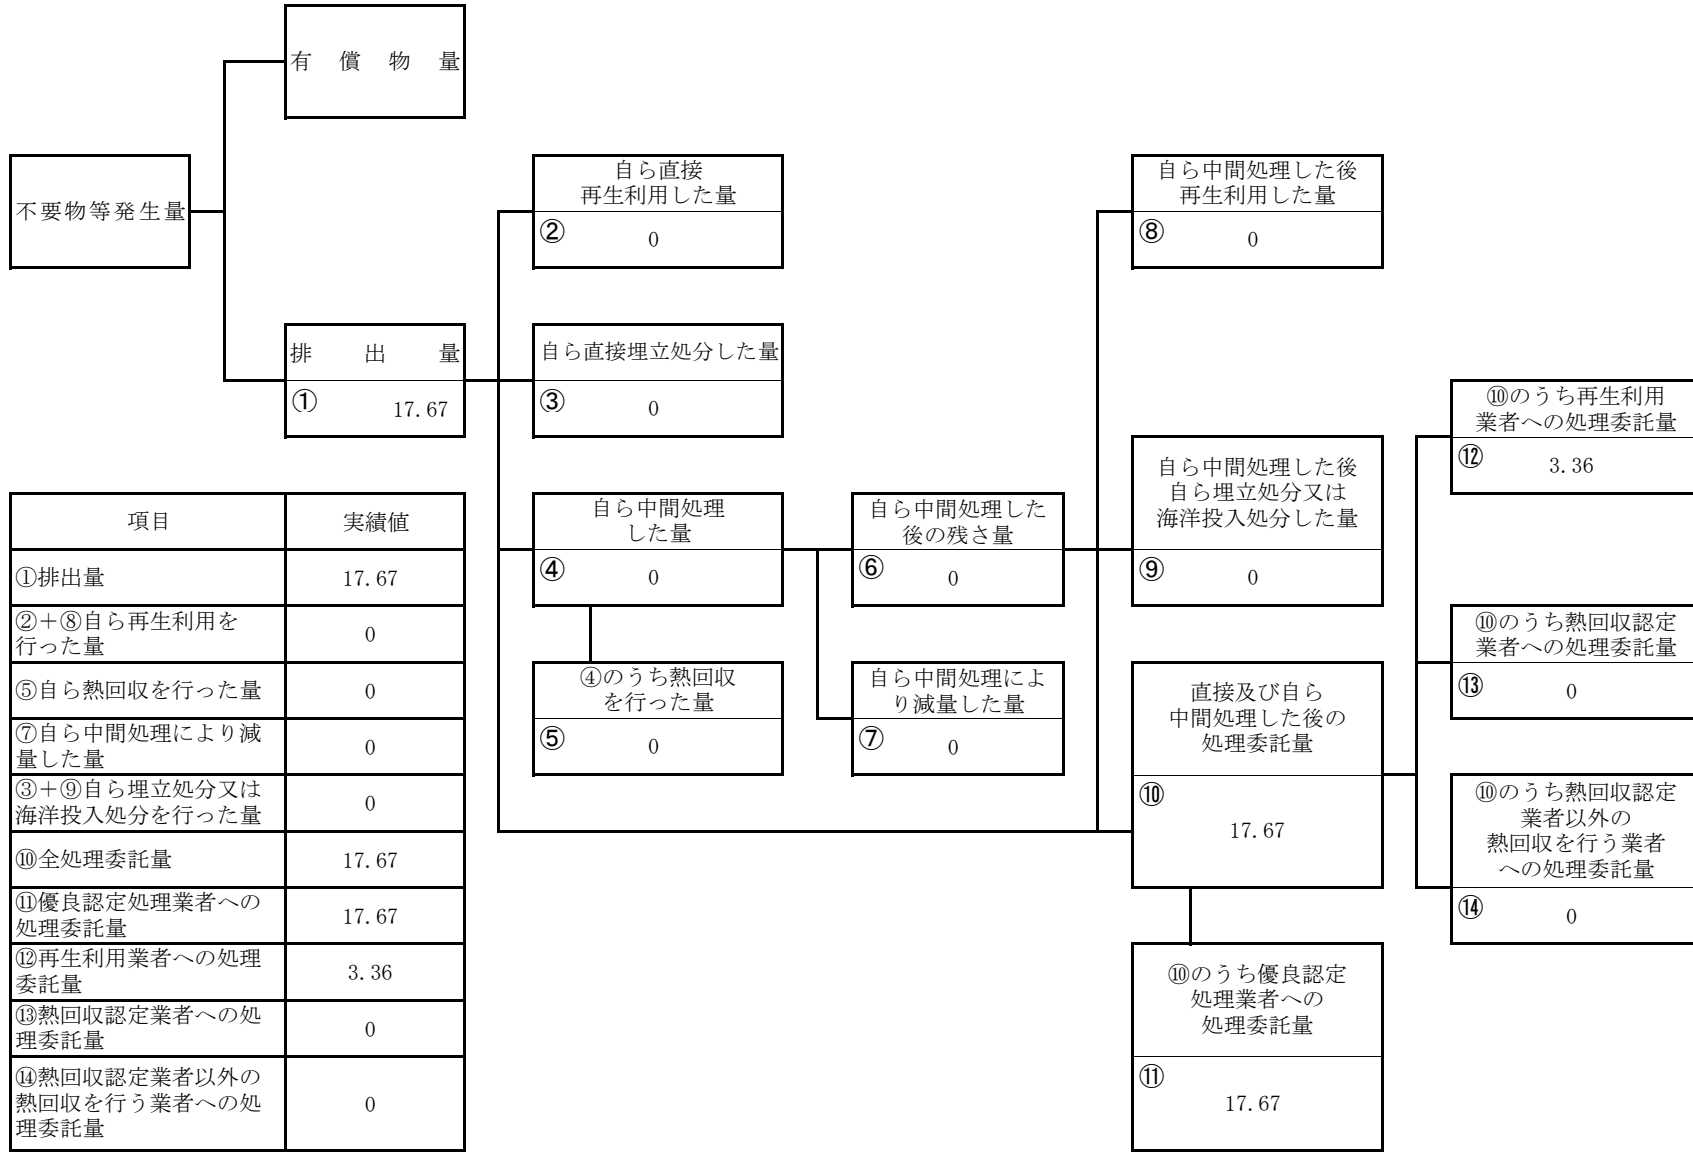 有償物量
不要物等発生量
排出量
① 17.67
自ら直接
再生利用した量
② 0
自ら直接埋立処分した量
③ 0
自ら中間処理
した量
④ 0
④のうち熱回収
を行った量
⑤ 0
自ら中間処理した
後の残さ量
⑥ 0
自ら中間処理によ
り減量した量
⑦ 0
自ら中間処理した後
再生利用した量
⑧ 0
自ら中間処理した後
自ら埋立処分又は
海洋投入処分した量
⑨ 0
直接及び自ら
中間処理した後の
処理委託量
⑩
17.67
⑩のうち優良認定
処理業者への
処理委託量
⑪
17.67
⑩のうち再生利用
業者への処理委託量
⑫ 3.36
⑩のうち熱回収認定
業者への処理委託量
⑬ 0
⑩のうち熱回収認定
業者以外の
熱回収を行う業者
への処理委託量
⑭ 0
項目 実績値
①排出量 17.67
②+⑧自ら再生利用を
行った量 0
⑤自ら熱回収を行った量 0
⑦自ら中間処理により減
量した量 0
③+⑨自ら埋立処分又は
海洋投入処分を行った量 0
⑩全処理委託量 17.67
⑪優良認定処理業者への
処理委託量 17.67
⑫再生利用業者への処理
委託量 3.36
⑬熱回収認定業者への処
理委託量 0
⑭熱回収認定業者以外の
熱回収を行う業者への処
理委託量 0